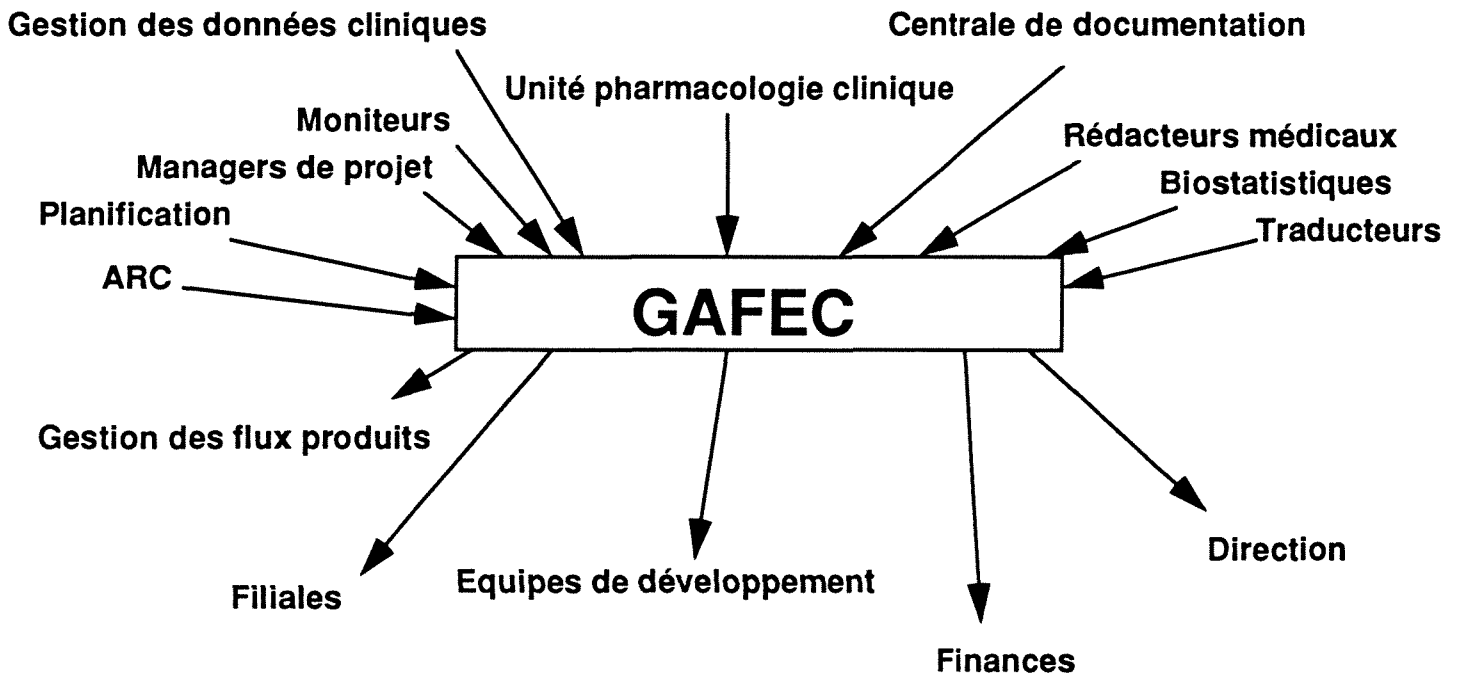 Gestion des données cliniques
Centrale de documentation
Unité pharmacologie clinique
Moniteurs
Rédacteurs médicaux
Managers de projet
Biostatistiques
Planification
Traducteurs
ARC
GAFEC
Gestion des flux produits
Direction
Equipes de développement
Filiales
Finances